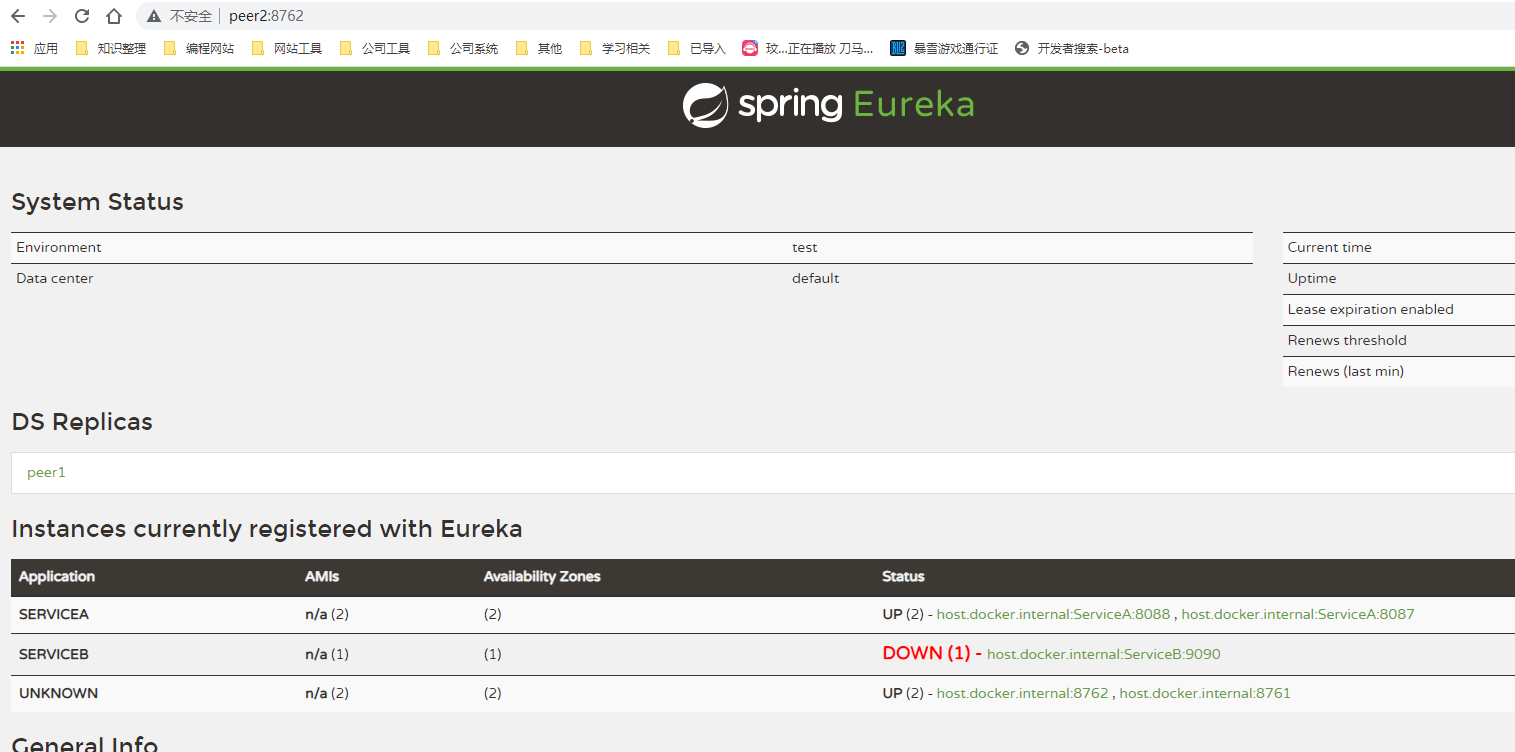 不安全 | peer2:8762
应用 知识整理 编程网站 网站工具 公司工具 公司系统 其他 学习相关 已导入 玟...正在播放 刀马... 暴雪游戏通行证 开发者搜索-beta
spring Eureka
System Status
Environment test
Data center default
Current time
Uptime
Lease expiration enabled
Renews threshold
Renews (last min)
DS Replicas
peer1
Instances currently registered with Eureka
Application AMIs Availability Zones Status
SERVICEA n/a (2) (2) UP (2) - host.docker.internal:ServiceA:8088 , host.docker.internal:ServiceA:8087
SERVICEB n/a (1) (1) DOWN (1) - host.docker.internal:ServiceB:9090
UNKNOWN n/a (2) (2) UP (2) - host.docker.internal:8762 , host.docker.internal:8761
General Info